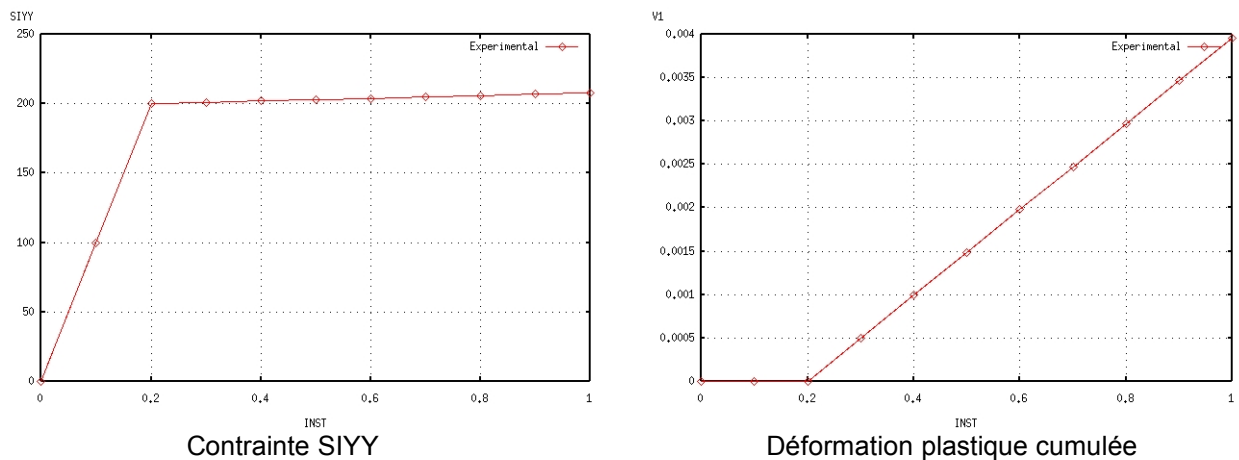 SIYY
250
200
150
100
50
0
0 0.2 0.4 0.6 0.8 1
INST
Experimental
Contrainte SIYY
V1
0.004
0.0035
0.003
0.0025
0.002
0.0015
0.001
0.0005
0
0 0.2 0.4 0.6 0.8 1
INST
Experimental
Déformation plastique cumulée